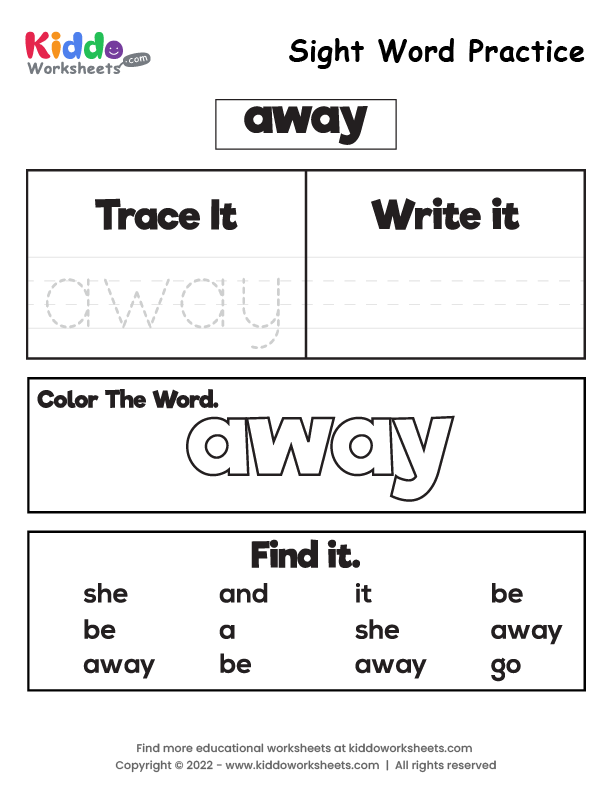 Kiddo
Worksheets .com
Sight Word Practice
away
Trace It
Write it
away
Color The Word.
away
Find it.
she and it be
be a she away
away be away go
Find more educational worksheets at kiddoworksheets.com
Copyright © 2022 - www.kiddoworksheets.com | All rights reserved